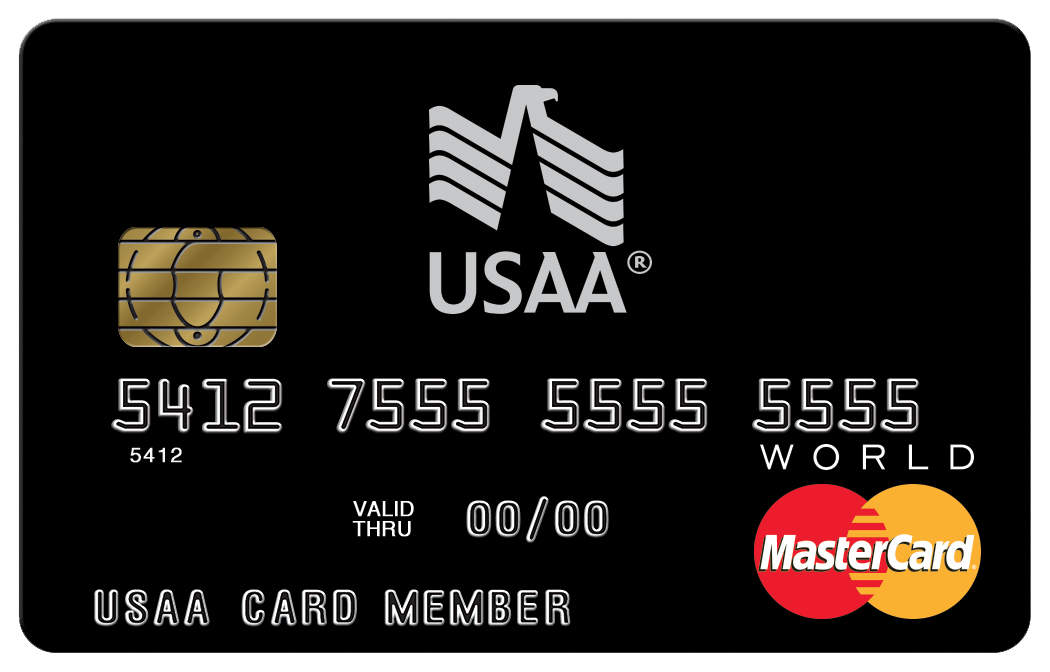 USAA®
5412 7555 5555 5555
5412
WORLD
VALID
THRU
00/00
MasterCard
USAA CARD MEMBER